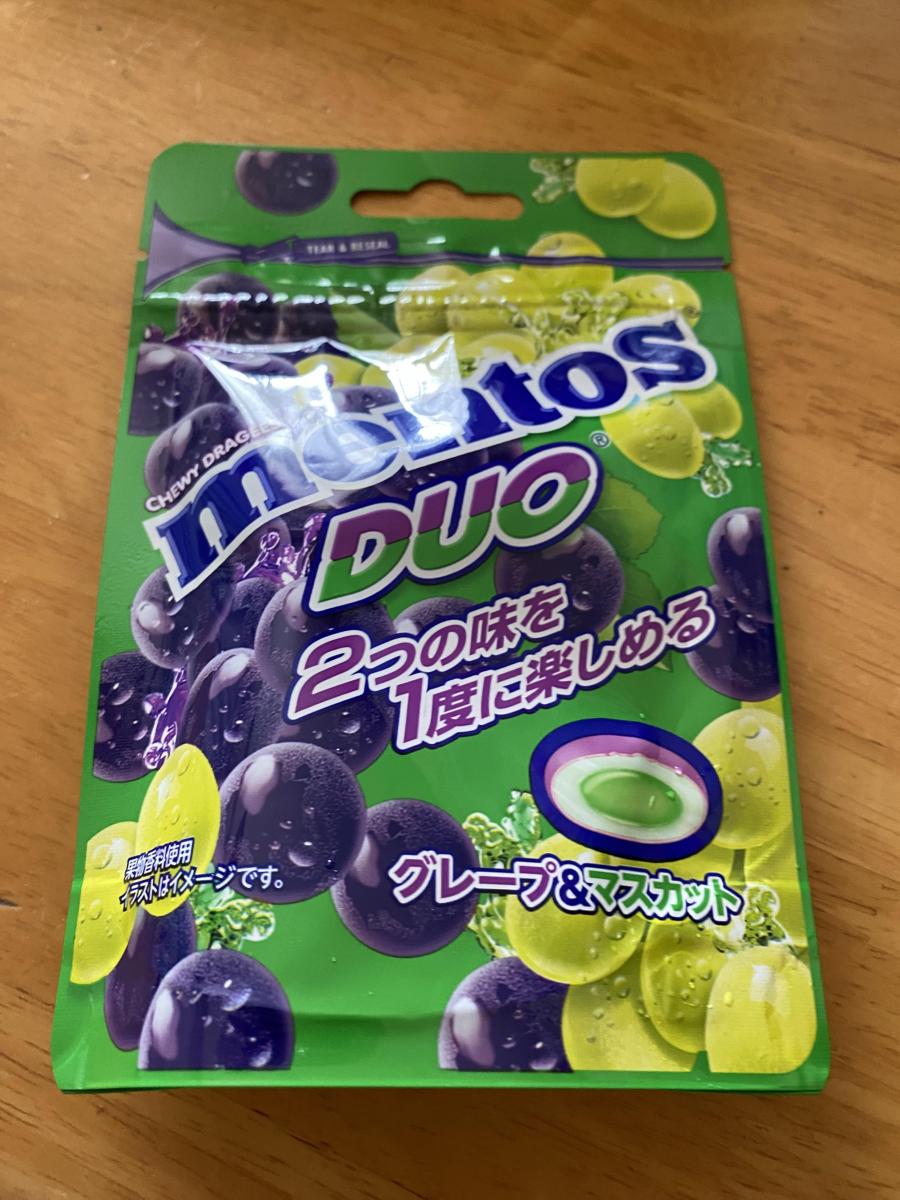 TEAR & RESEAL
CHEWY DRAGEES
mentos
DUO®
2つの味を
1度に楽しめる
グレープ&マスカット
果物香料使用
イラストはイメージです。